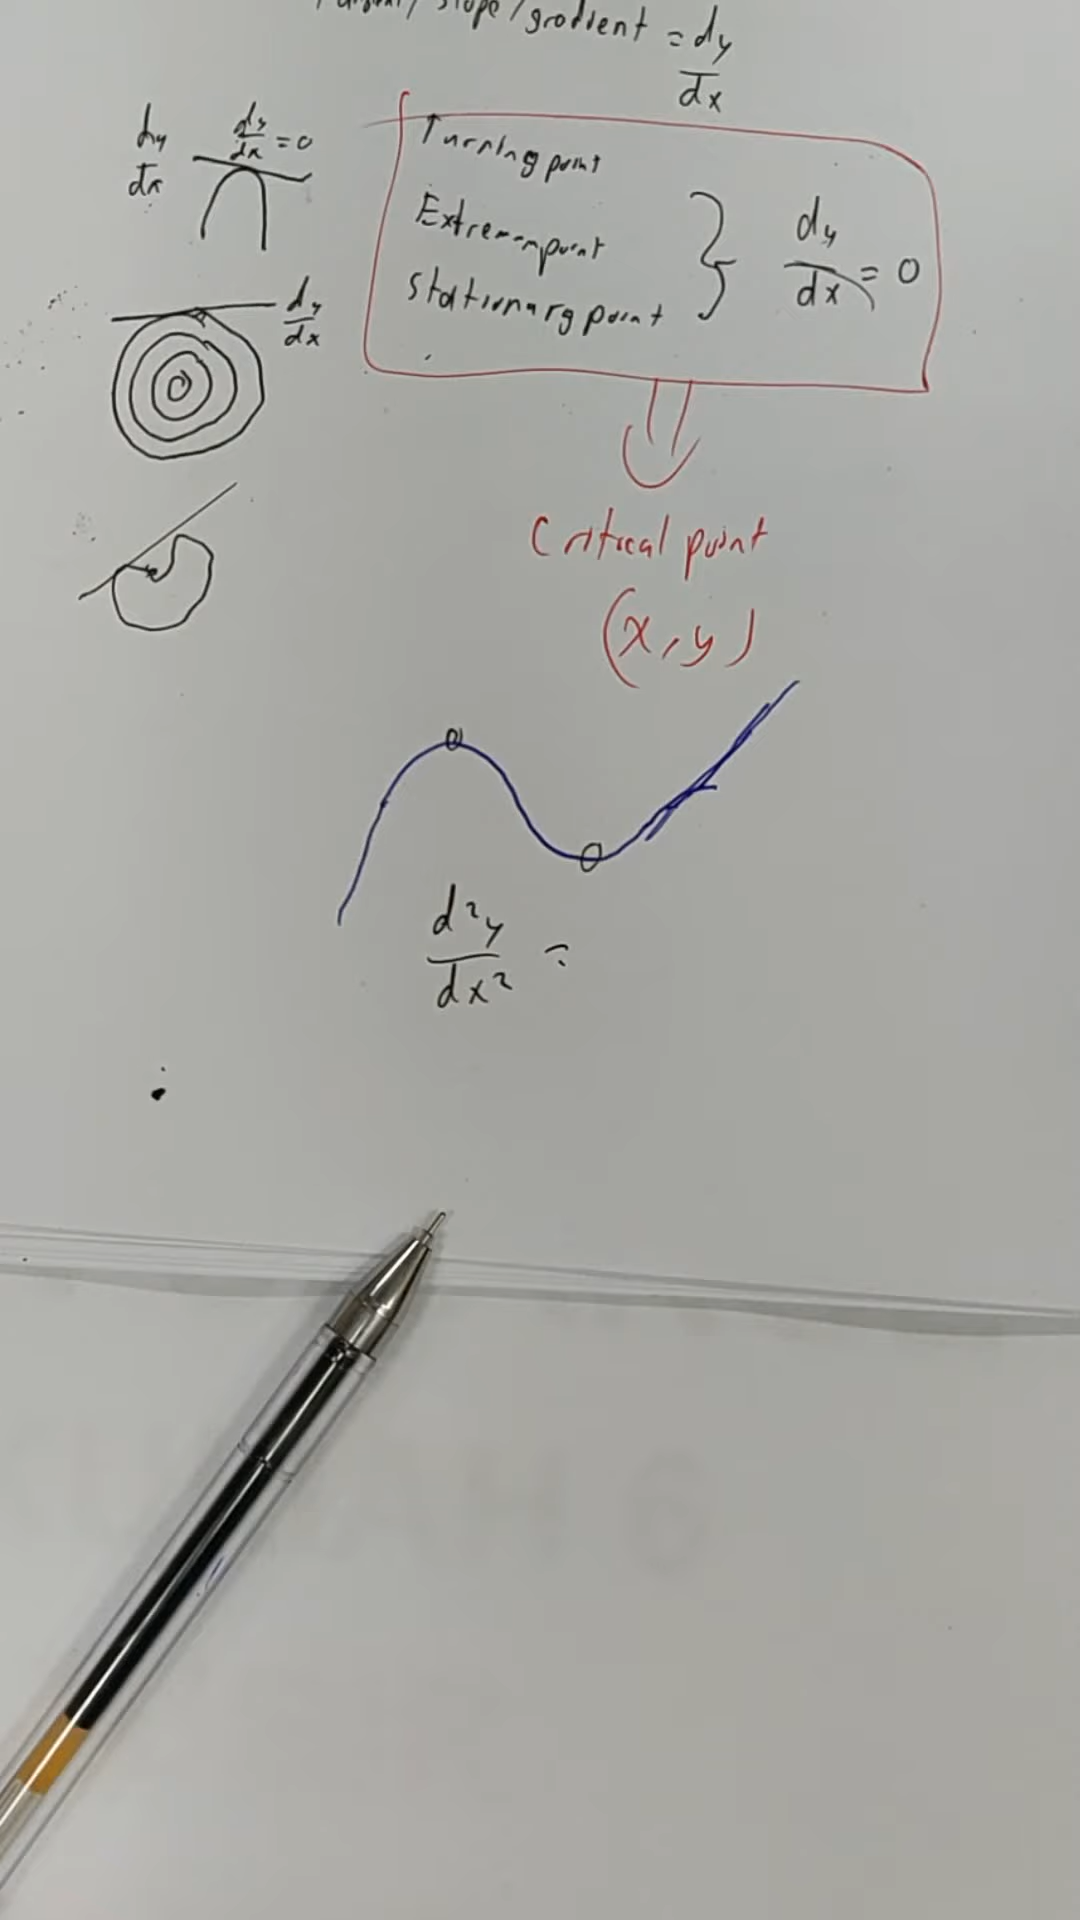 slope/gradient = dy/dx
dy/dx
dy/dx = 0
Turning point
Extremum point
stationary point
dy/dx = 0
dy/dx
Critical point
(x, y)
d²y/dx² =